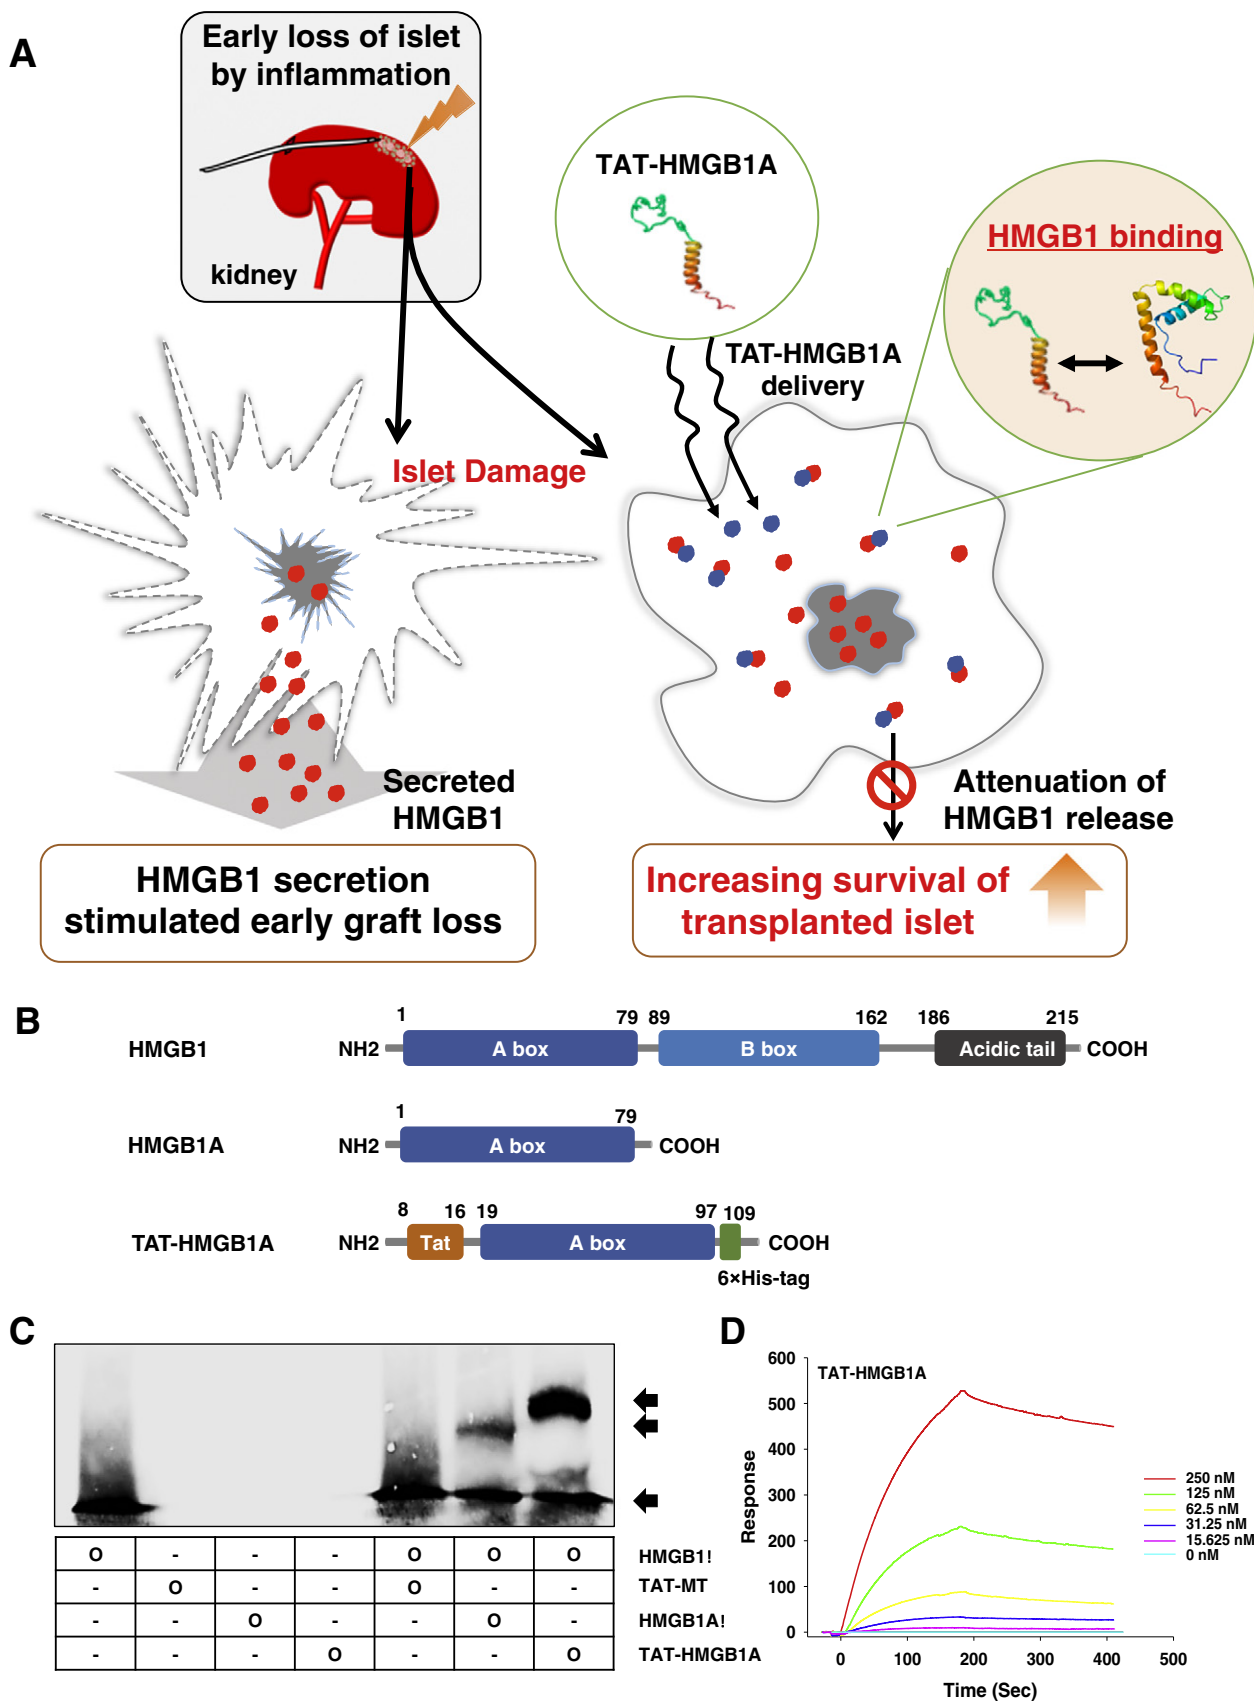 A
Early loss of islet
by inflammation
kidney
TAT-HMGB1A
HMGB1 binding
TAT-HMGB1A
delivery
Islet Damage
Secreted
HMGB1
Attenuation of
HMGB1 release
HMGB1 secretion
stimulated early graft loss
Increasing survival of
transplanted islet
B
1 79 89 162 186 215
HMGB1 NH2 A box B box Acidic tail COOH
1 79
HMGB1A NH2 A box COOH
8 16 19 97 109
TAT-HMGB1A NH2 Tat A box COOH
6×His-tag
C
O - - - O O O HMGB1!
- O - - O - - TAT-MT
- - O - - O - HMGB1A!
- - - O - - O TAT-HMGB1A
D
TAT-HMGB1A
600
500
400
300
200
100
0
Response
0 100 200 300 400 500
Time (Sec)
250 nM
125 nM
62.5 nM
31.25 nM
15.625 nM
0 nM